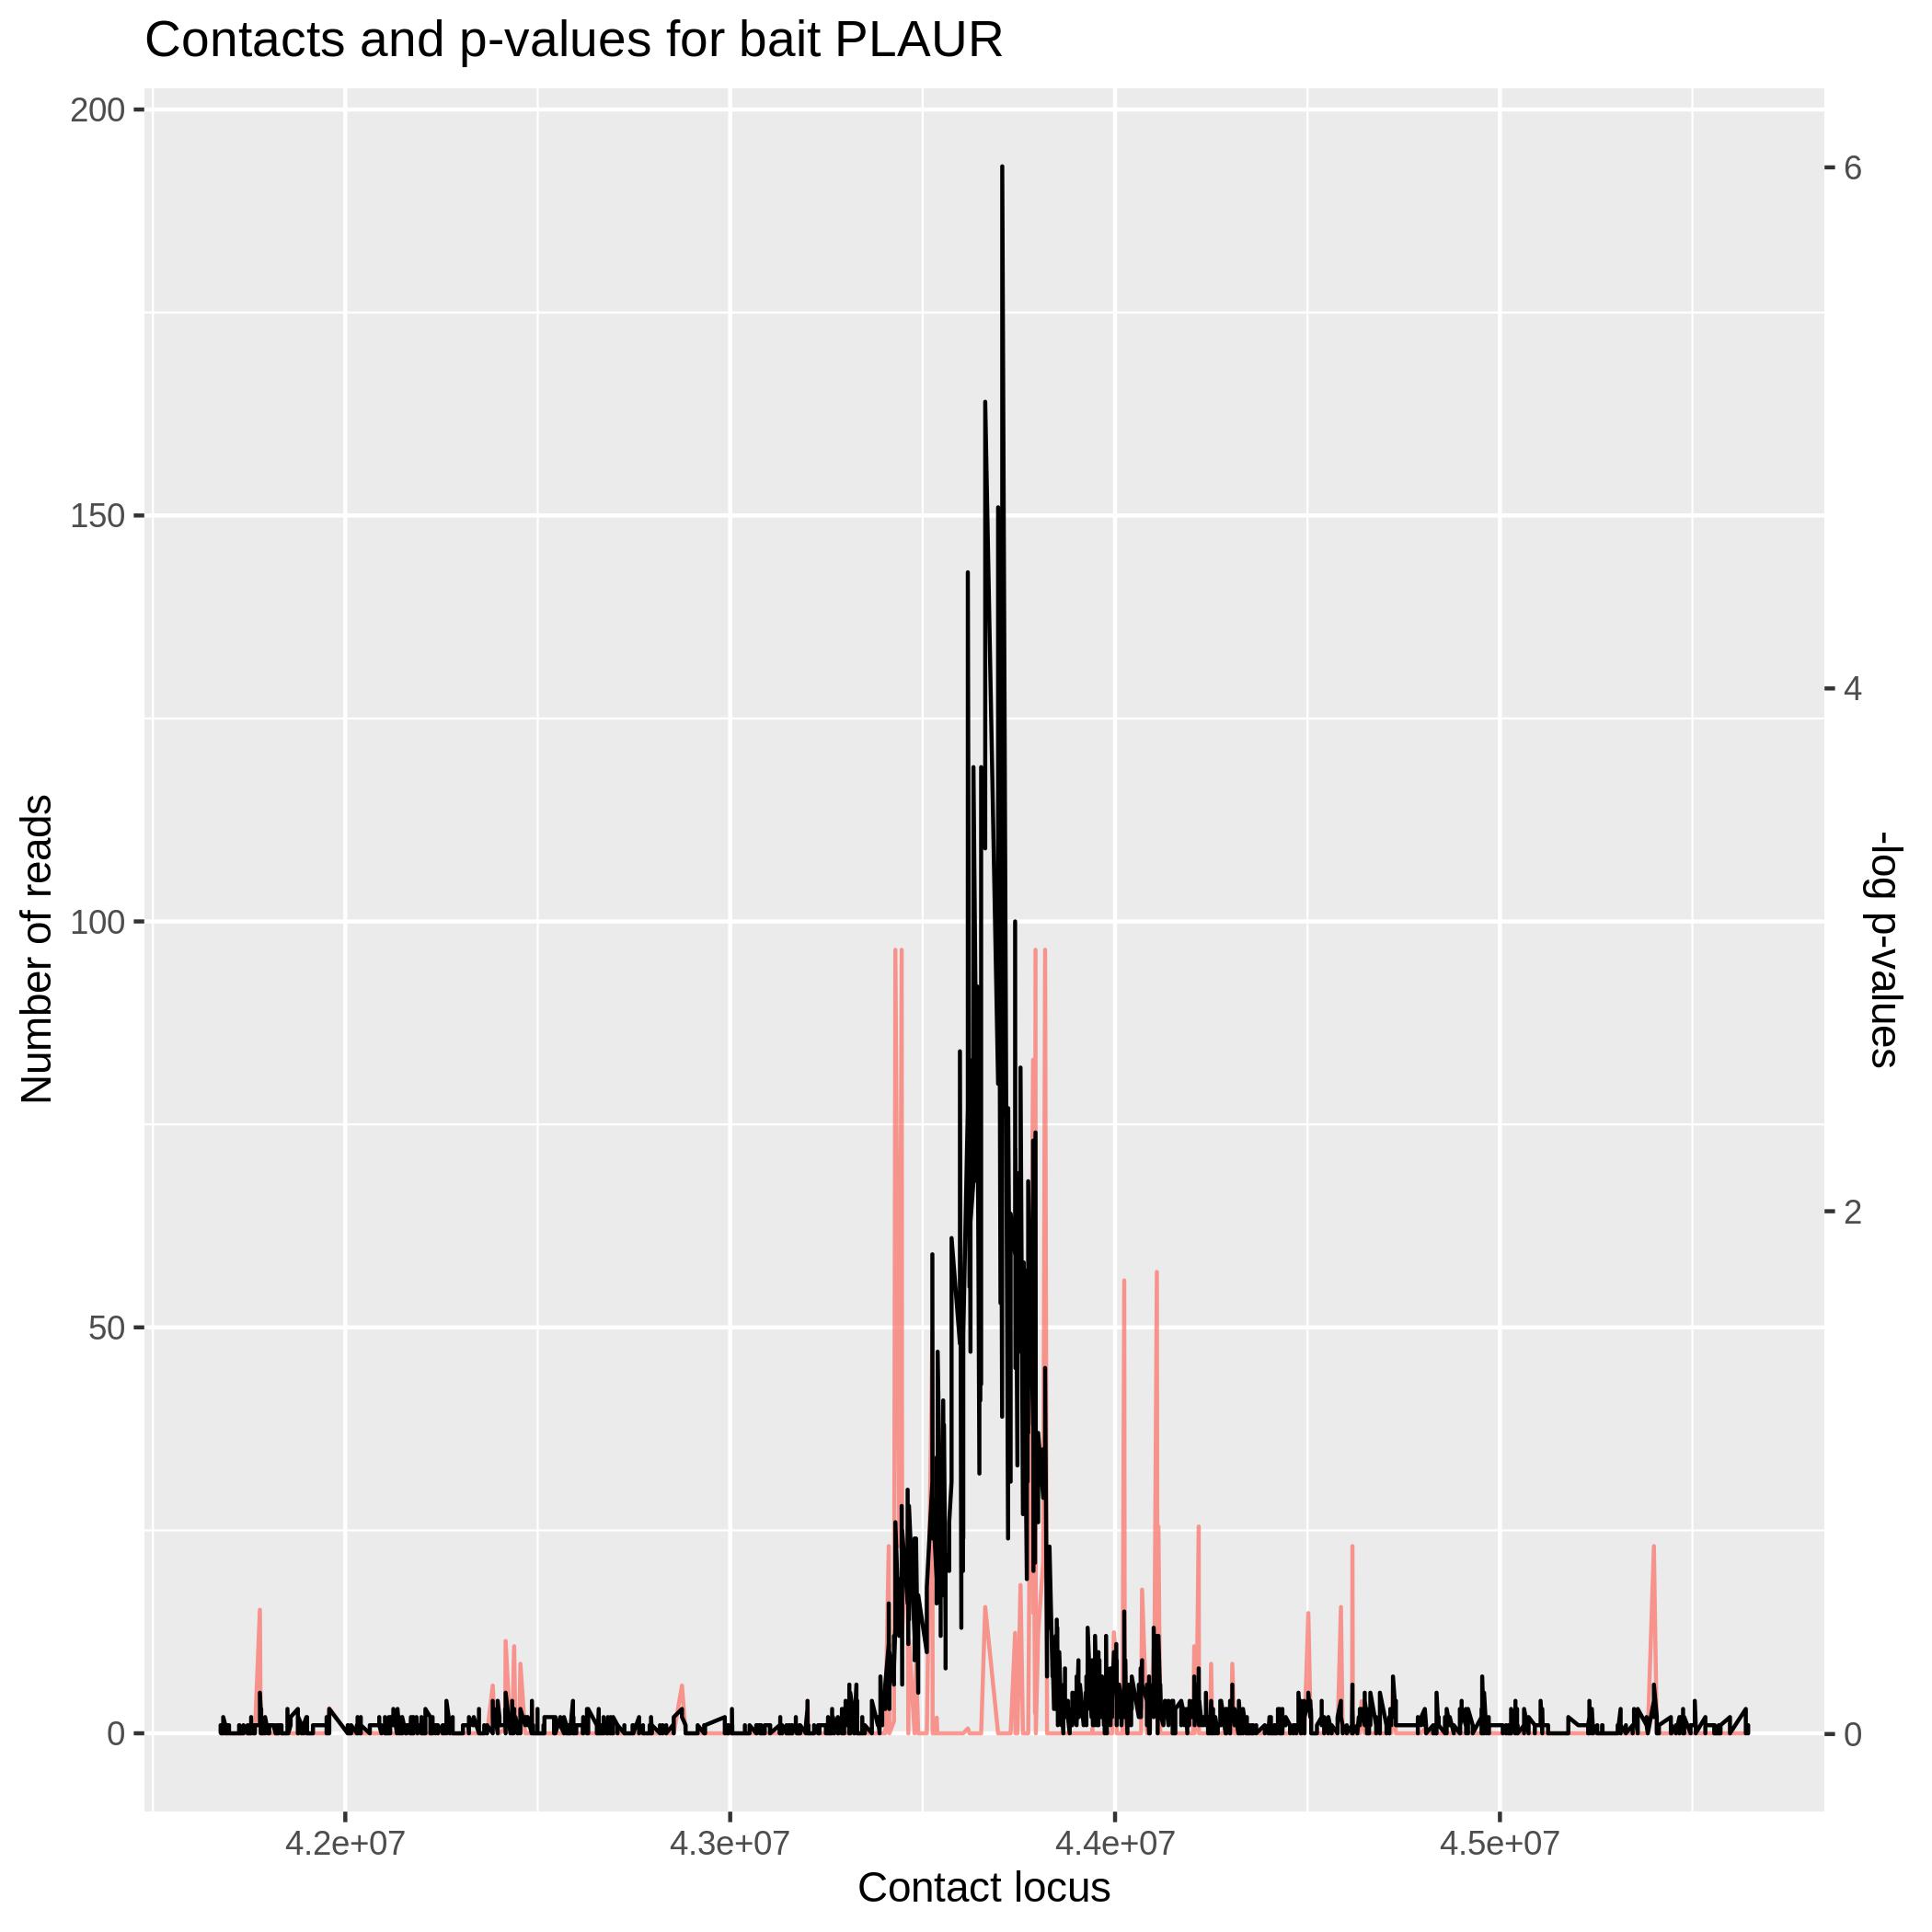 Contacts and p-values for bait PLAUR
200
150
100
50
0
Number of reads
6
4
2
0
-log p-values
4.2e+07
4.3e+07
4.4e+07
4.5e+07
Contact locus